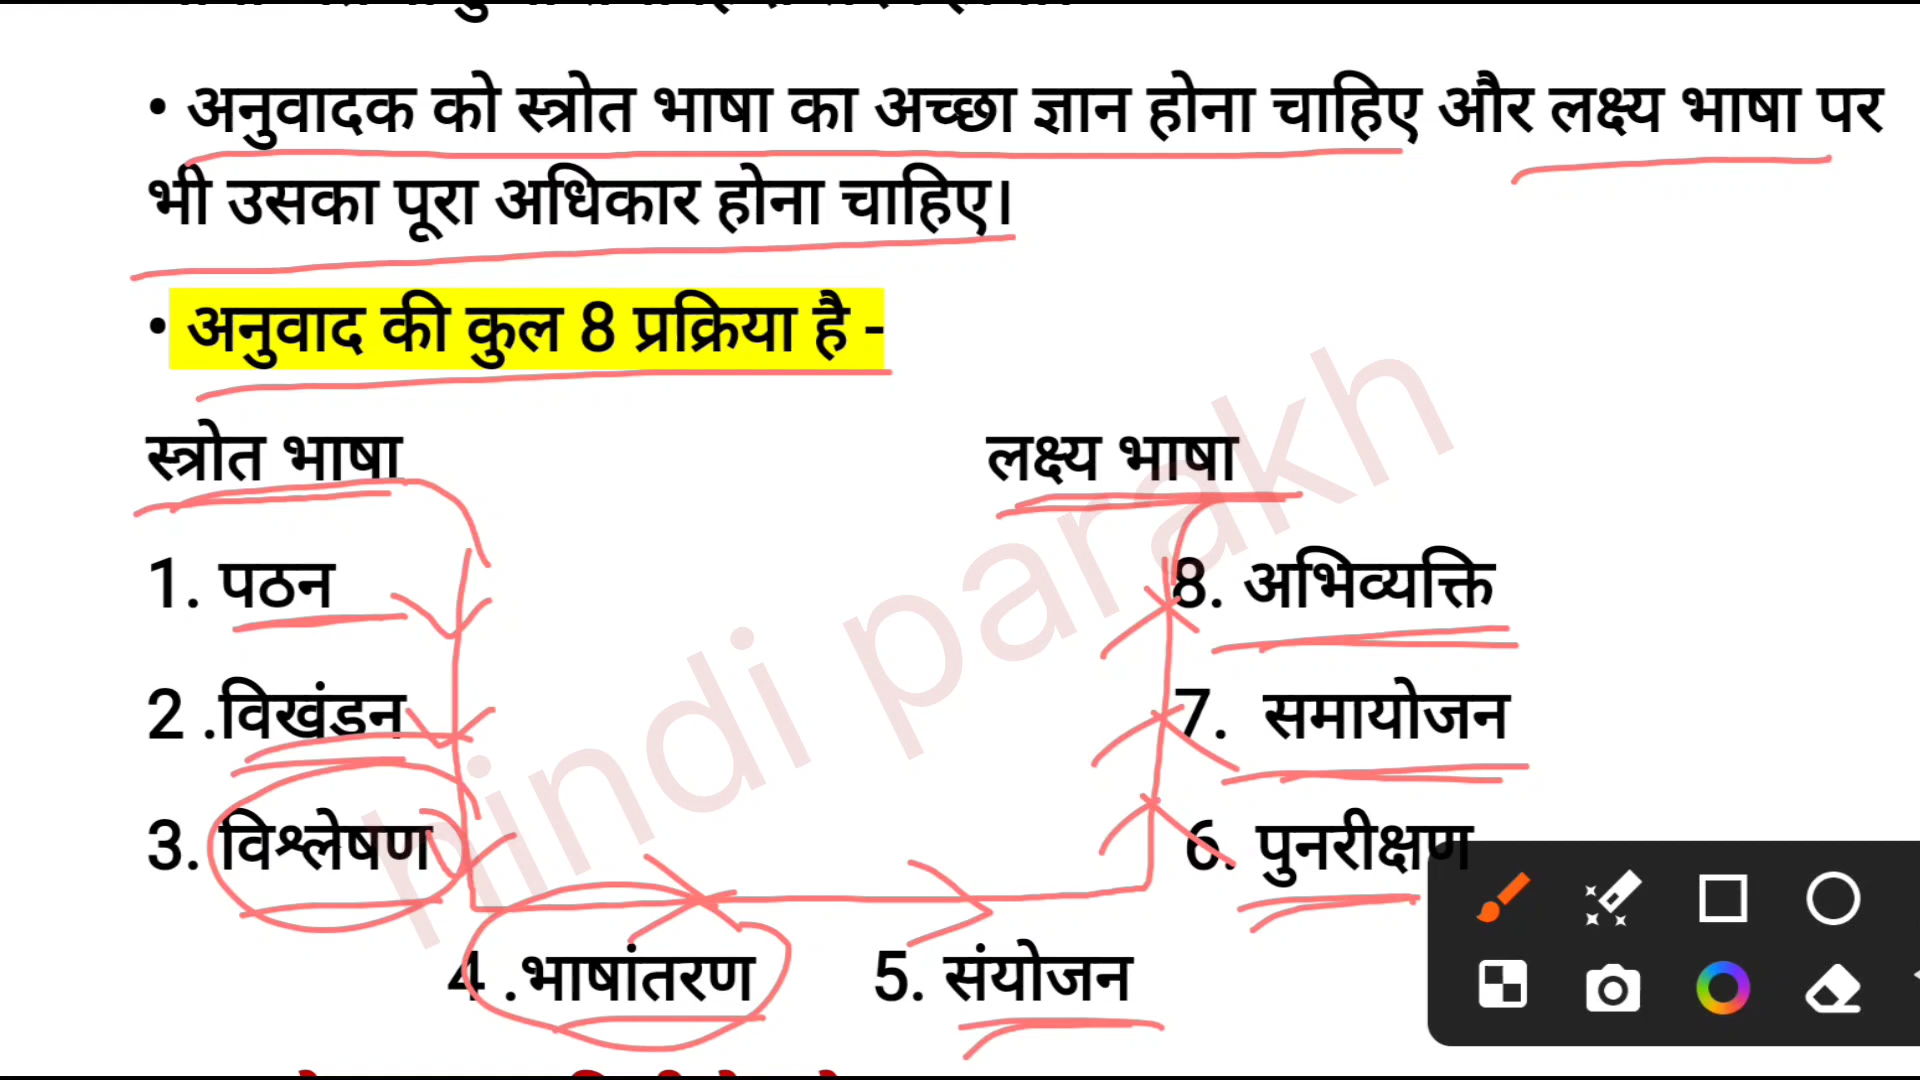 • अनुवादक को स्त्रोत भाषा का अच्छा ज्ञान होना चाहिए और लक्ष्य भाषा पर
भी उसका पूरा अधिकार होना चाहिए।
• अनुवाद की कुल 8 प्रक्रिया है -
स्त्रोत भाषा लक्ष्य भाषा
1. पठन 8. अभिव्यक्ति
2 .विखंडन 7. समायोजन
3. विश्लेषण 6. पुनरीक्षण
4 .भाषांतरण 5. संयोजन
hindi parakh